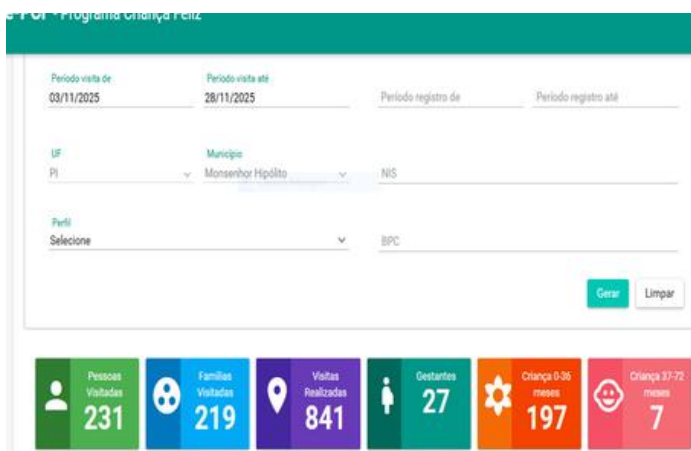 e-PCF - Programa Criança Feliz
Período visita de
03/11/2025
Período visita até
28/11/2025
Período registro de
Período registro até
UF
PI
Município
Monsenhor Hipólito
NIS
Perfil
Selecione
BPC
Gerar
Limpar
Pessoas
Visitadas
231
Famílias
Visitadas
219
Visitas
Realizadas
841
Gestantes
27
Criança 0-36
meses
197
Criança 37-72
meses
7